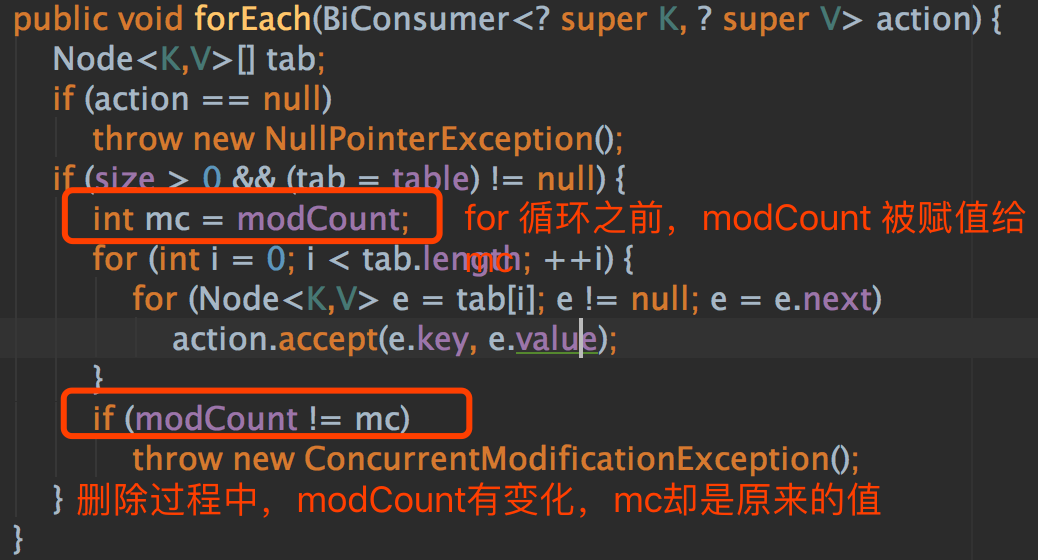 public void forEach(BiConsumer<? super K, ? super V> action) {
Node<K,V>[] tab;
if (action == null)
throw new NullPointerException();
if (size > 0 && (tab = table) != null) {
int mc = modCount; for 循环之前，modCount 被赋值给
mc
for (int i = 0; i < tab.length; ++i) {
for (Node<K,V> e = tab[i]; e != null; e = e.next)
action.accept(e.key, e.value);
}
if (modCount != mc)
throw new ConcurrentModificationException();
} 删除过程中，modCount有变化，mc却是原来的值
}